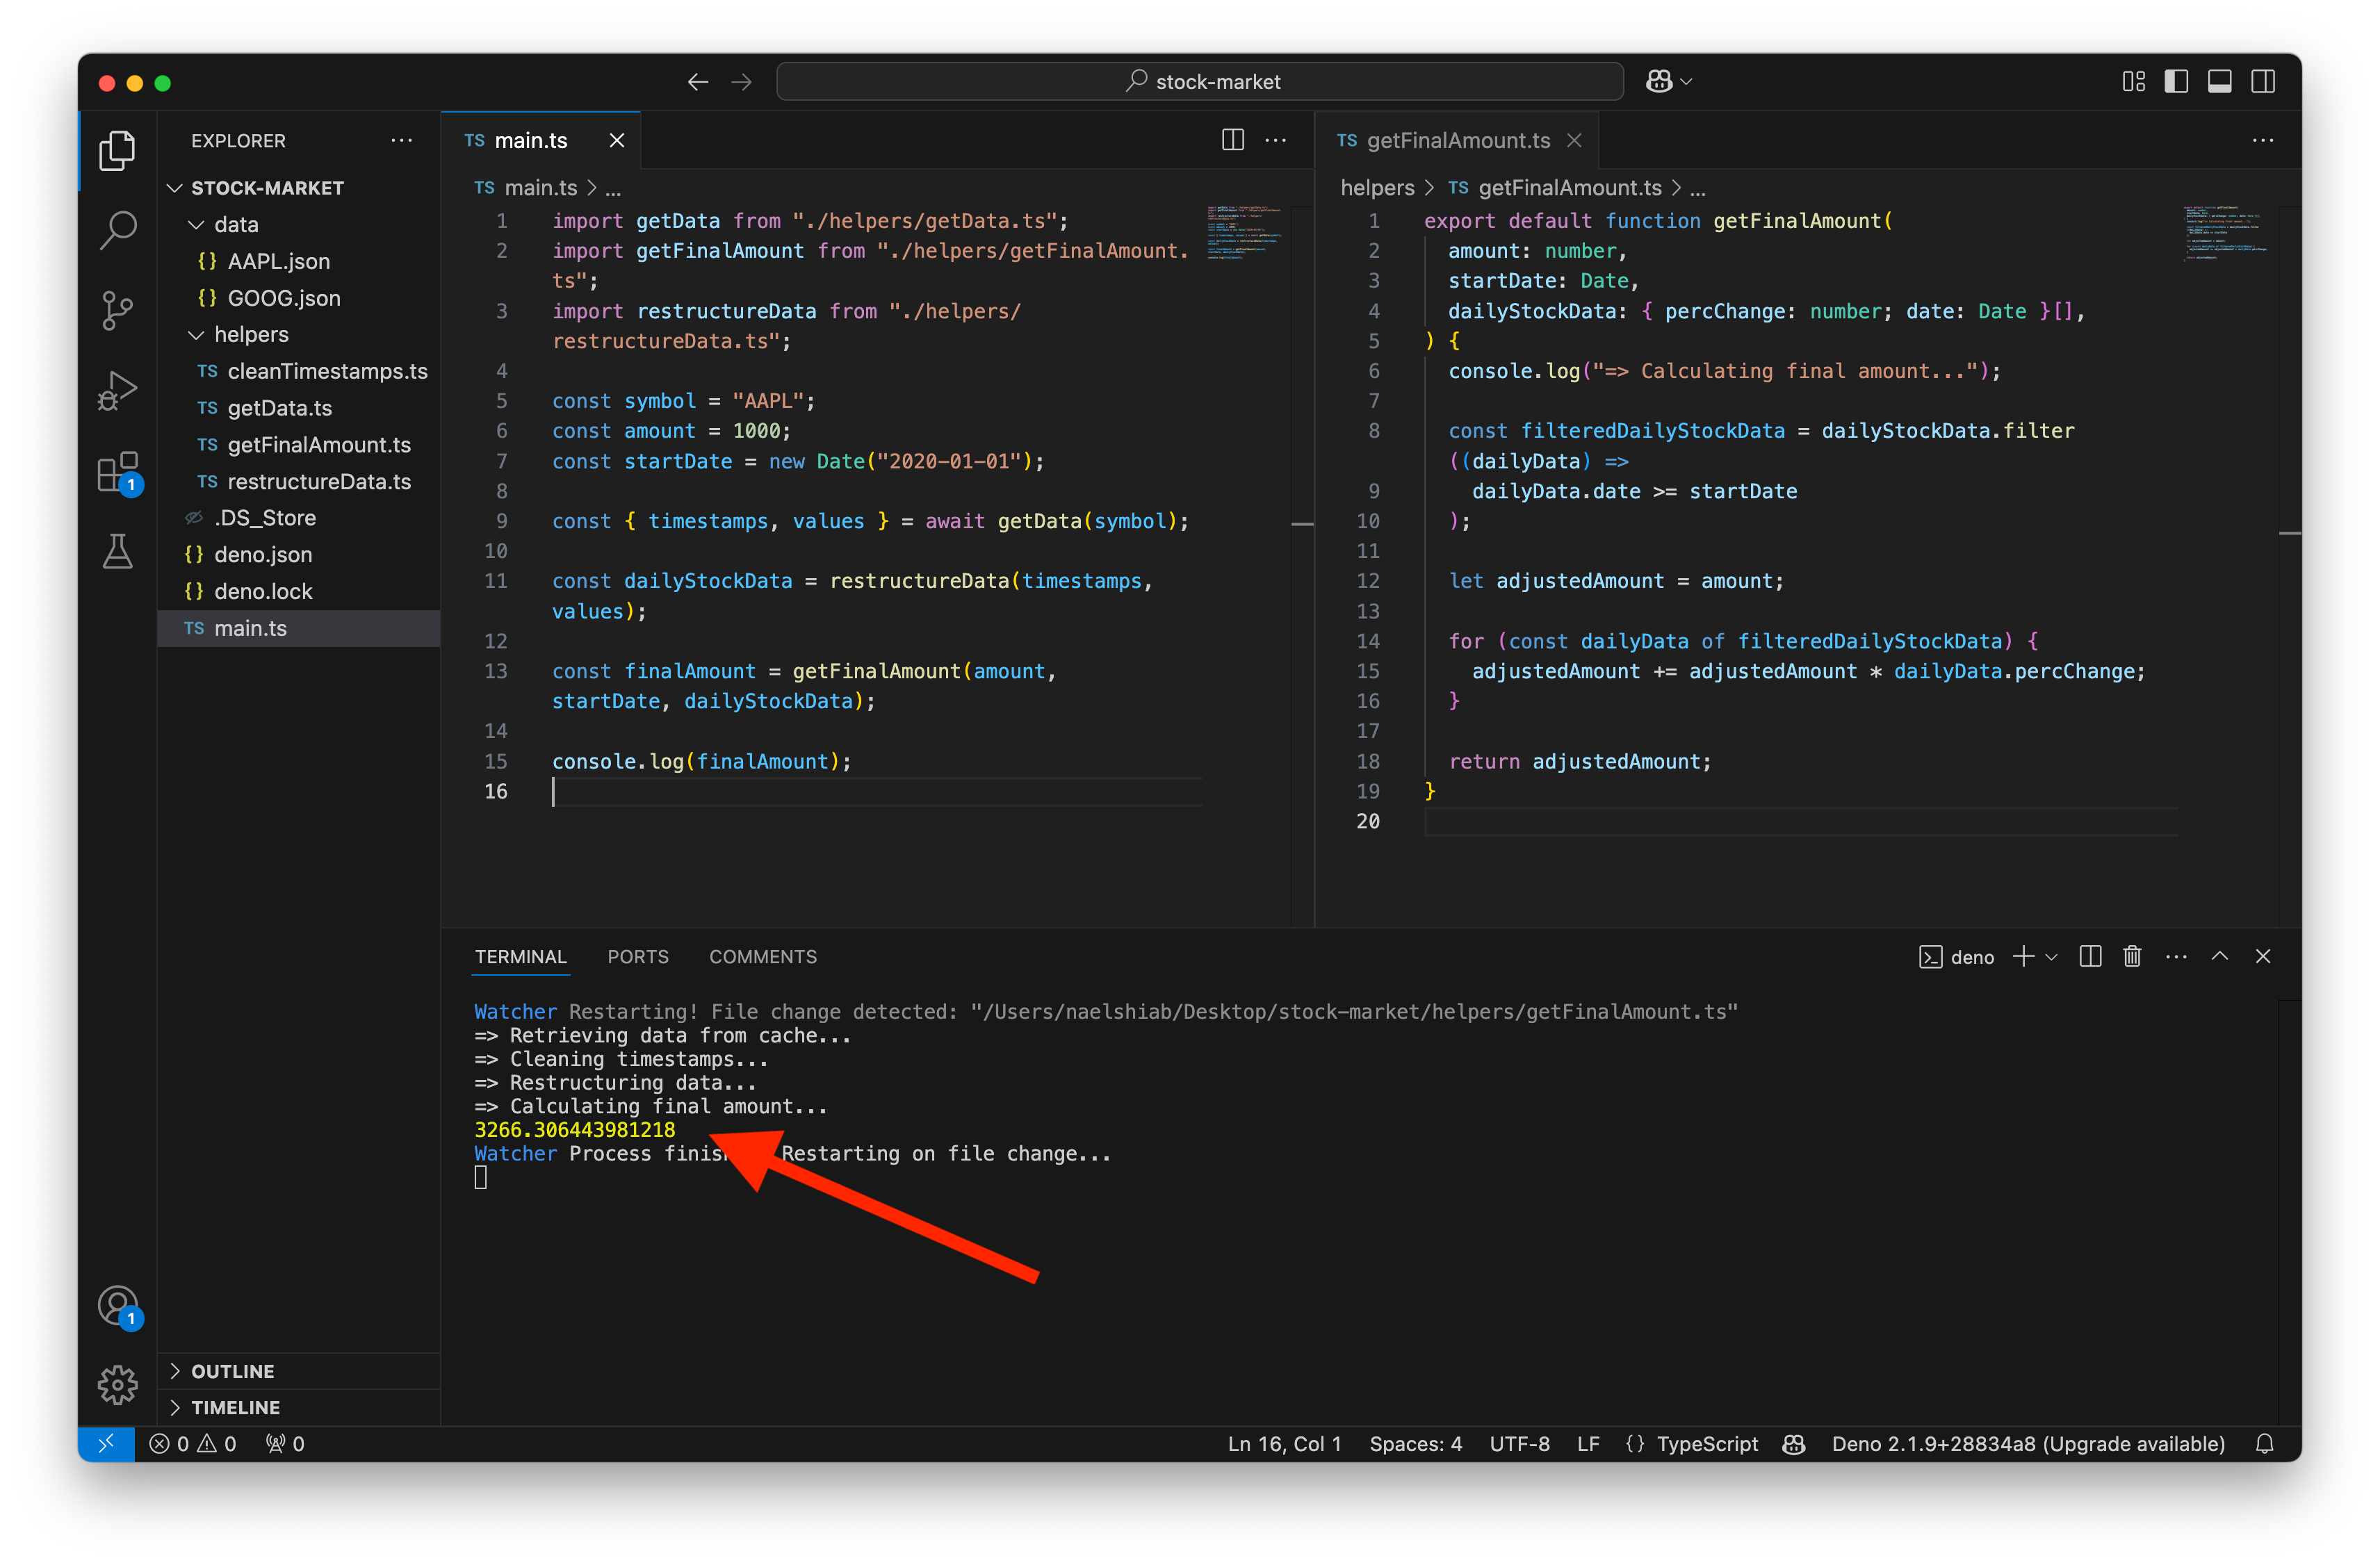 stock-market
EXPLORER
STOCK-MARKET
data
{} AAPL.json
{} GOOG.json
helpers
TS cleanTimestamps.ts
TS getData.ts
TS getFinalAmount.ts
TS restructureData.ts
.DS_Store
{} deno.json
{} deno.lock
TS main.ts
OUTLINE
TIMELINE
1
1
TS main.ts
TS main.ts > ...
1 import getData from "./helpers/getData.ts";
2 import getFinalAmount from "./helpers/getFinalAmount.
ts";
3 import restructureData from "./helpers/
restructureData.ts";
4
5 const symbol = "AAPL";
6 const amount = 1000;
7 const startDate = new Date("2020-01-01");
8
9 const { timestamps, values } = await getData(symbol);
10
11 const dailyStockData = restructureData(timestamps,
values);
12
13 const finalAmount = getFinalAmount(amount,
startDate, dailyStockData);
14
15 console.log(finalAmount);
16
TS getFinalAmount.ts
helpers > TS getFinalAmount.ts > ...
1 export default function getFinalAmount(
2 amount: number,
3 startDate: Date,
4 dailyStockData: { percChange: number; date: Date }[],
5 ) {
6 console.log("=> Calculating final amount...");
7
8 const filteredDailyStockData = dailyStockData.filter
((dailyData) =>
9 dailyData.date >= startDate
10 );
11
12 let adjustedAmount = amount;
13
14 for (const dailyData of filteredDailyStockData) {
15 adjustedAmount += adjustedAmount * dailyData.percChange;
16 }
17
18 return adjustedAmount;
19 }
20
TERMINAL PORTS COMMENTS
deno
Watcher Restarting! File change detected: "/Users/naelshiab/Desktop/stock-market/helpers/getFinalAmount.ts"
=> Retrieving data from cache...
=> Cleaning timestamps...
=> Restructuring data...
=> Calculating final amount...
3266.306443981218
Watcher Process Restarting on file change...
0 0 0
Ln 16, Col 1 Spaces: 4 UTF-8 LF {} TypeScript Deno 2.1.9+28834a8 (Upgrade available)